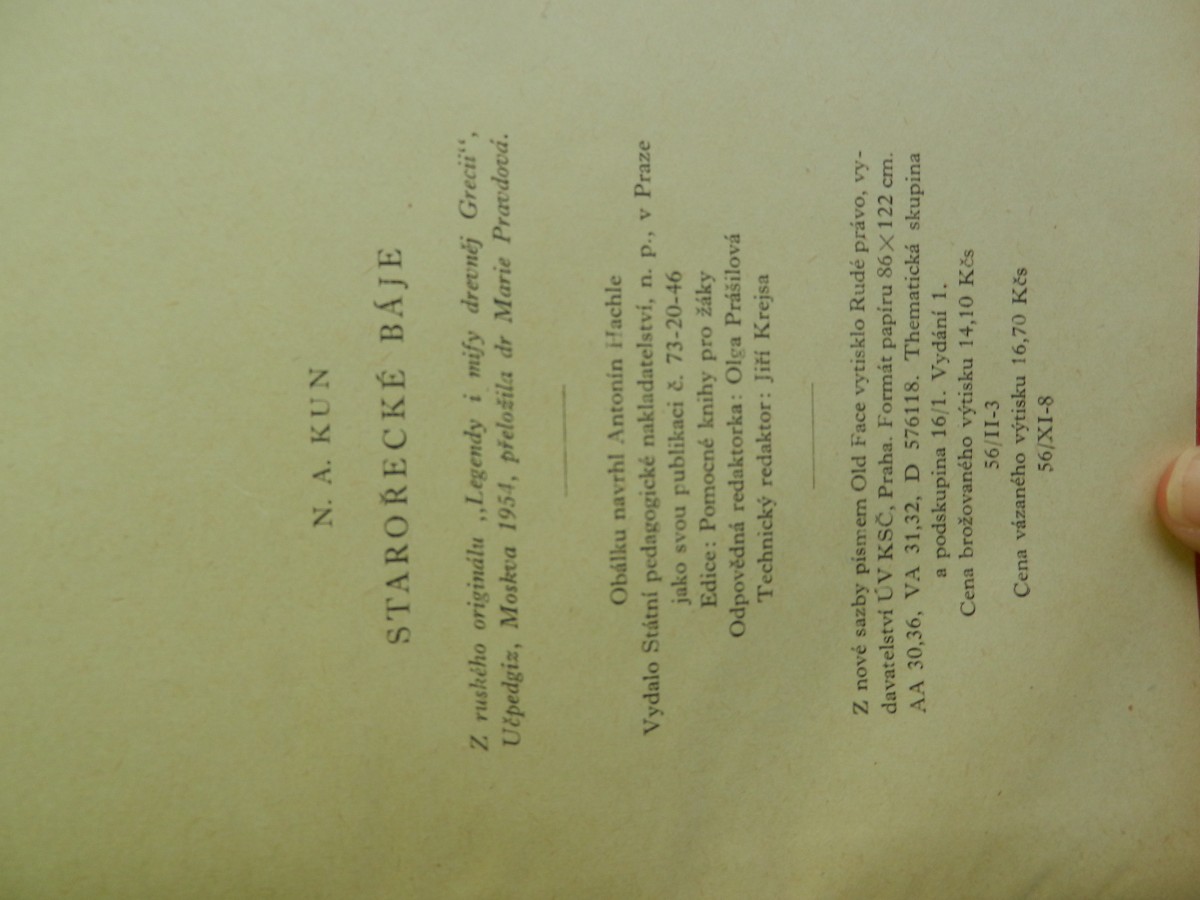 N. A. KUN
STAROŘECKÉ BÁJE
Z ruského originálu „Legendy i mify drevněj Grecii“,
Učpedgiz, Moskva 1954, přeložila dr Marie Pravdová.
Obálku navrhl Antonín Hachle
Vydalo Státní pedagogické nakladatelství, n. p., v Praze
jako svou publikaci č. 73-20-46
Edice: Pomocné knihy pro žáky
Odpovědná redaktorka: Olga Prášilová
Technický redaktor: Jiří Krejsa
Z nové sazby písmem Old Face vytisklo Rudé právo, vy-
davatelství ÚV KSČ, Praha. Formát papíru 86×122 cm.
AA 30,36, VA 31,32, D 576118. Thematická skupina
a podskupina 16/1. Vydání 1.
Cena brožovaného výtisku 14,10 Kčs
56/II-3
Cena vázaného výtisku 16,70 Kčs
56/XI-8